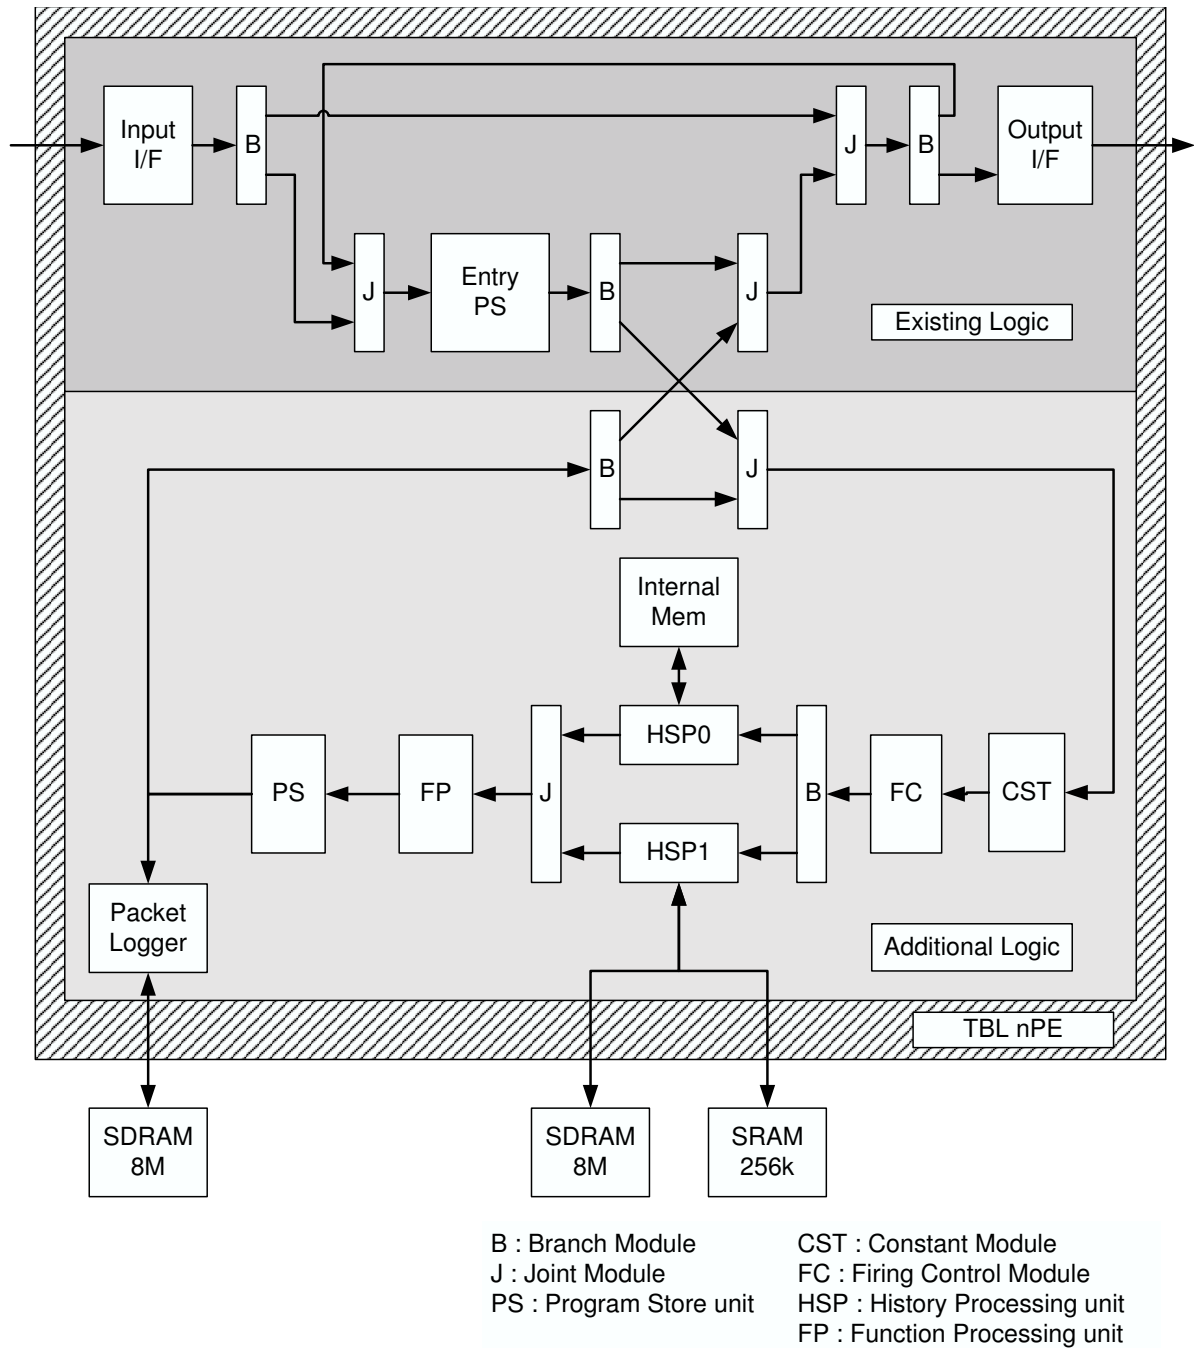 Input
I/F
B
J
B
Output
I/F
J
Entry
PS
B
J
Existing Logic
B
J
Internal
Mem
HSP0
PS
FP
J
B
FC
CST
HSP1
Packet
Logger
Additional Logic
TBL nPE
SDRAM
8M
SDRAM
8M
SRAM
256k
B : Branch Module
J : Joint Module
PS : Program Store unit
CST : Constant Module
FC : Firing Control Module
HSP : History Processing unit
FP : Function Processing unit